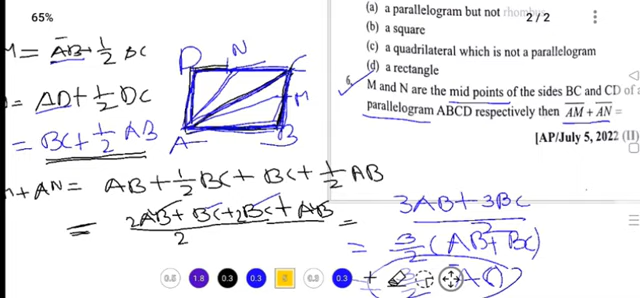 65%
2/2
(a) a parallelogram but not rhombus
(b) a square
(c) a quadrilateral which is not a parallelogram
(d) a rectangle
6.
M and N are the mid points of the sides BC and CD of a
parallelogram ABCD respectively then AM + AN =
[AP/July 5, 2022 (II)
M = AB + 1/2 BC
= AD + 1/2 DC
= BC + 1/2 AB
D N C
M
A B
+ AN = AB + 1/2 BC + BC + 1/2 AB
= 2AB + BC + 2BC + AB / 2 = 3AB + 3BC / 2
= 3/2 (AB + BC)
0.5 1.8 0.3 0.3 5 0.3 0.3